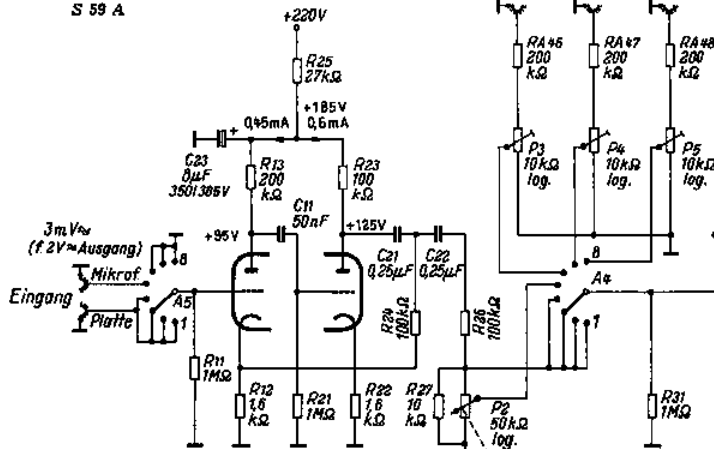 S 59 A
+220V
R25
27kΩ
+185V
0,45mA
0,6mA
+
C23
8µF
350/385V
R13
200
kΩ
R23
100
kΩ
C11
50nF
+95V
+125V
C21
0,25µF
C22
0,25µF
3mV≈
(f. 2V≈Ausgang)
Mikrof.
Eingang
Platte
8
A5
1
R11
1MΩ
R12
1,6
kΩ
R21
1MΩ
R22
1,6
kΩ
R24
100kΩ
R26
100kΩ
R27
10
kΩ
P2
50kΩ
log.
RA46
200
kΩ
RA47
200
kΩ
RA48
200
kΩ
P3
10kΩ
log.
P4
10kΩ
log.
P5
10kΩ
log.
8
A4
1
R31
1MΩ